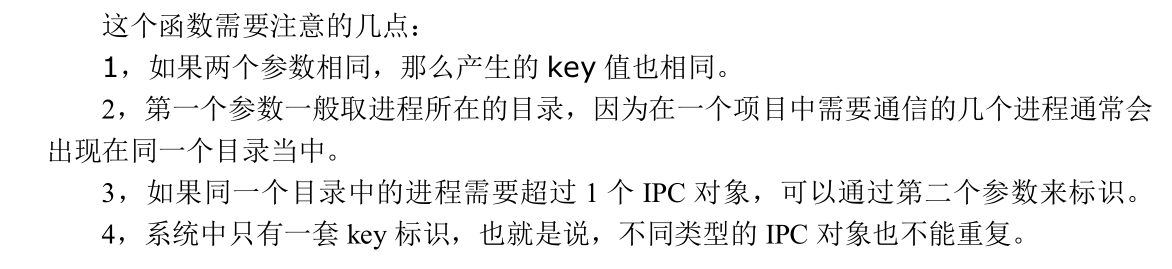 这个函数需要注意的几点：
1，如果两个参数相同，那么产生的 key 值也相同。
2，第一个参数一般取进程所在的目录，因为在一个项目中需要通信的几个进程通常会
出现在同一个目录当中。
3，如果同一个目录中的进程需要超过 1 个 IPC 对象，可以通过第二个参数来标识。
4，系统中只有一套 key 标识，也就是说，不同类型的 IPC 对象也不能重复。